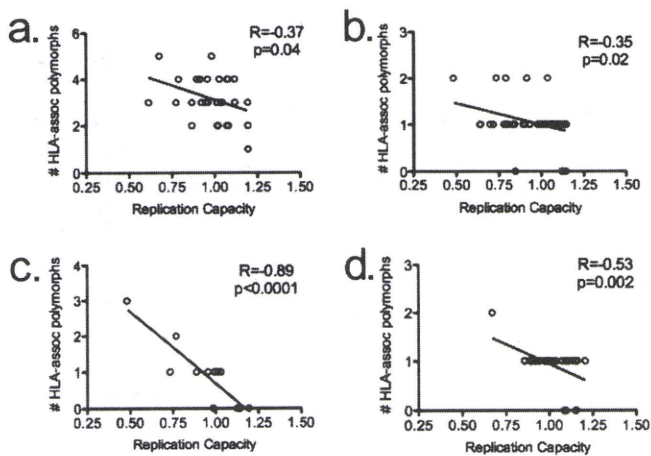 a.
R=-0.37
p=0.04
# HLA-assoc polymorphs
6
4
2
0
0.25 0.50 0.75 1.00 1.25 1.50
Replication Capacity
b.
R=-0.35
p=0.02
# HLA-assoc polymorphs
3
2
1
0
0.25 0.50 0.75 1.00 1.25 1.50
Replication Capacity
c.
R=-0.89
p<0.0001
# HLA-assoc polymorphs
4
3
2
1
0
0.25 0.50 0.75 1.00 1.25 1.50
Replication Capacity
d.
R=-0.53
p=0.002
# HLA-assoc polymorphs
3
2
1
0
0.25 0.50 0.75 1.00 1.25 1.50
Replication Capacity